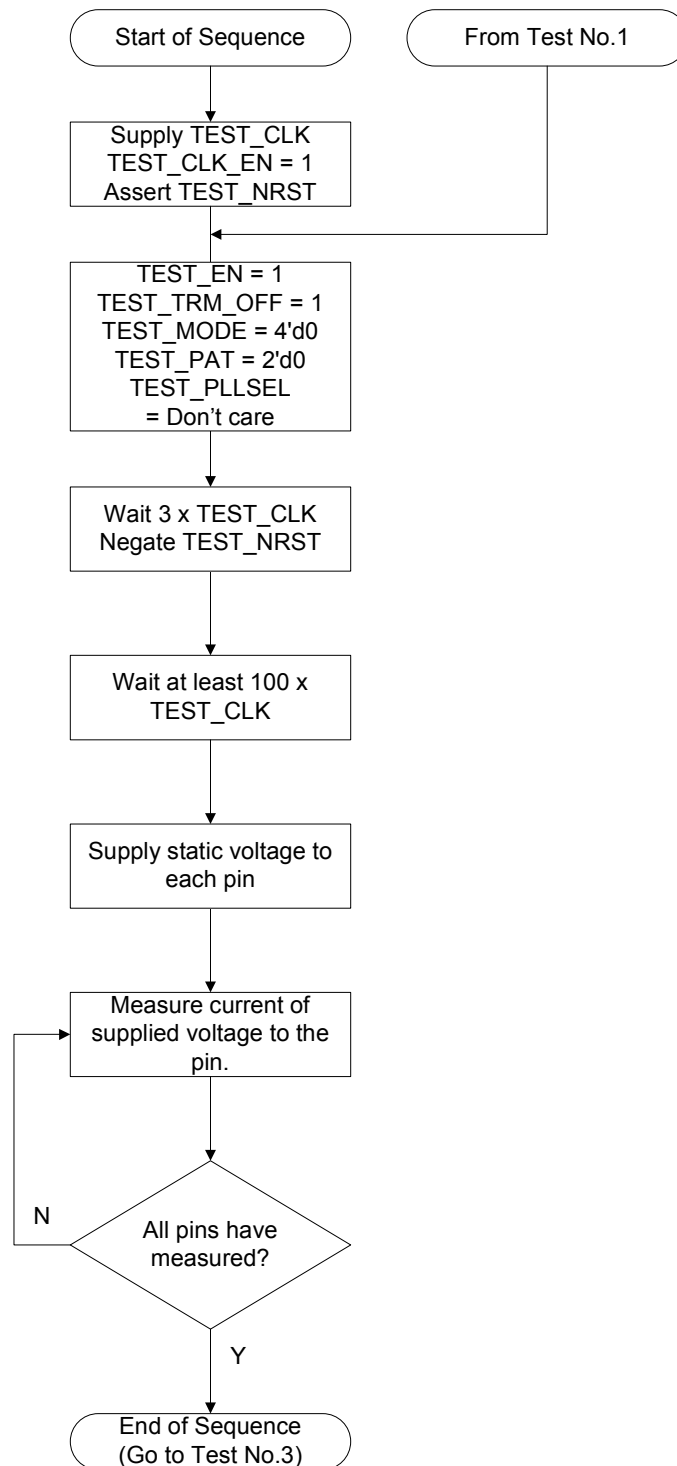 Start of Sequence
From Test No.1
Supply TEST_CLK
TEST_CLK_EN = 1
Assert TEST_NRST
TEST_EN = 1
TEST_TRM_OFF = 1
TEST_MODE = 4'd0
TEST_PAT = 2'd0
TEST_PLLSEL
= Don’t care
Wait 3 x TEST_CLK
Negate TEST_NRST
Wait at least 100 x
TEST_CLK
Supply static voltage to
each pin
Measure current of
supplied voltage to the
pin.
N
All pins have
measured?
Y
End of Sequence
(Go to Test No.3)